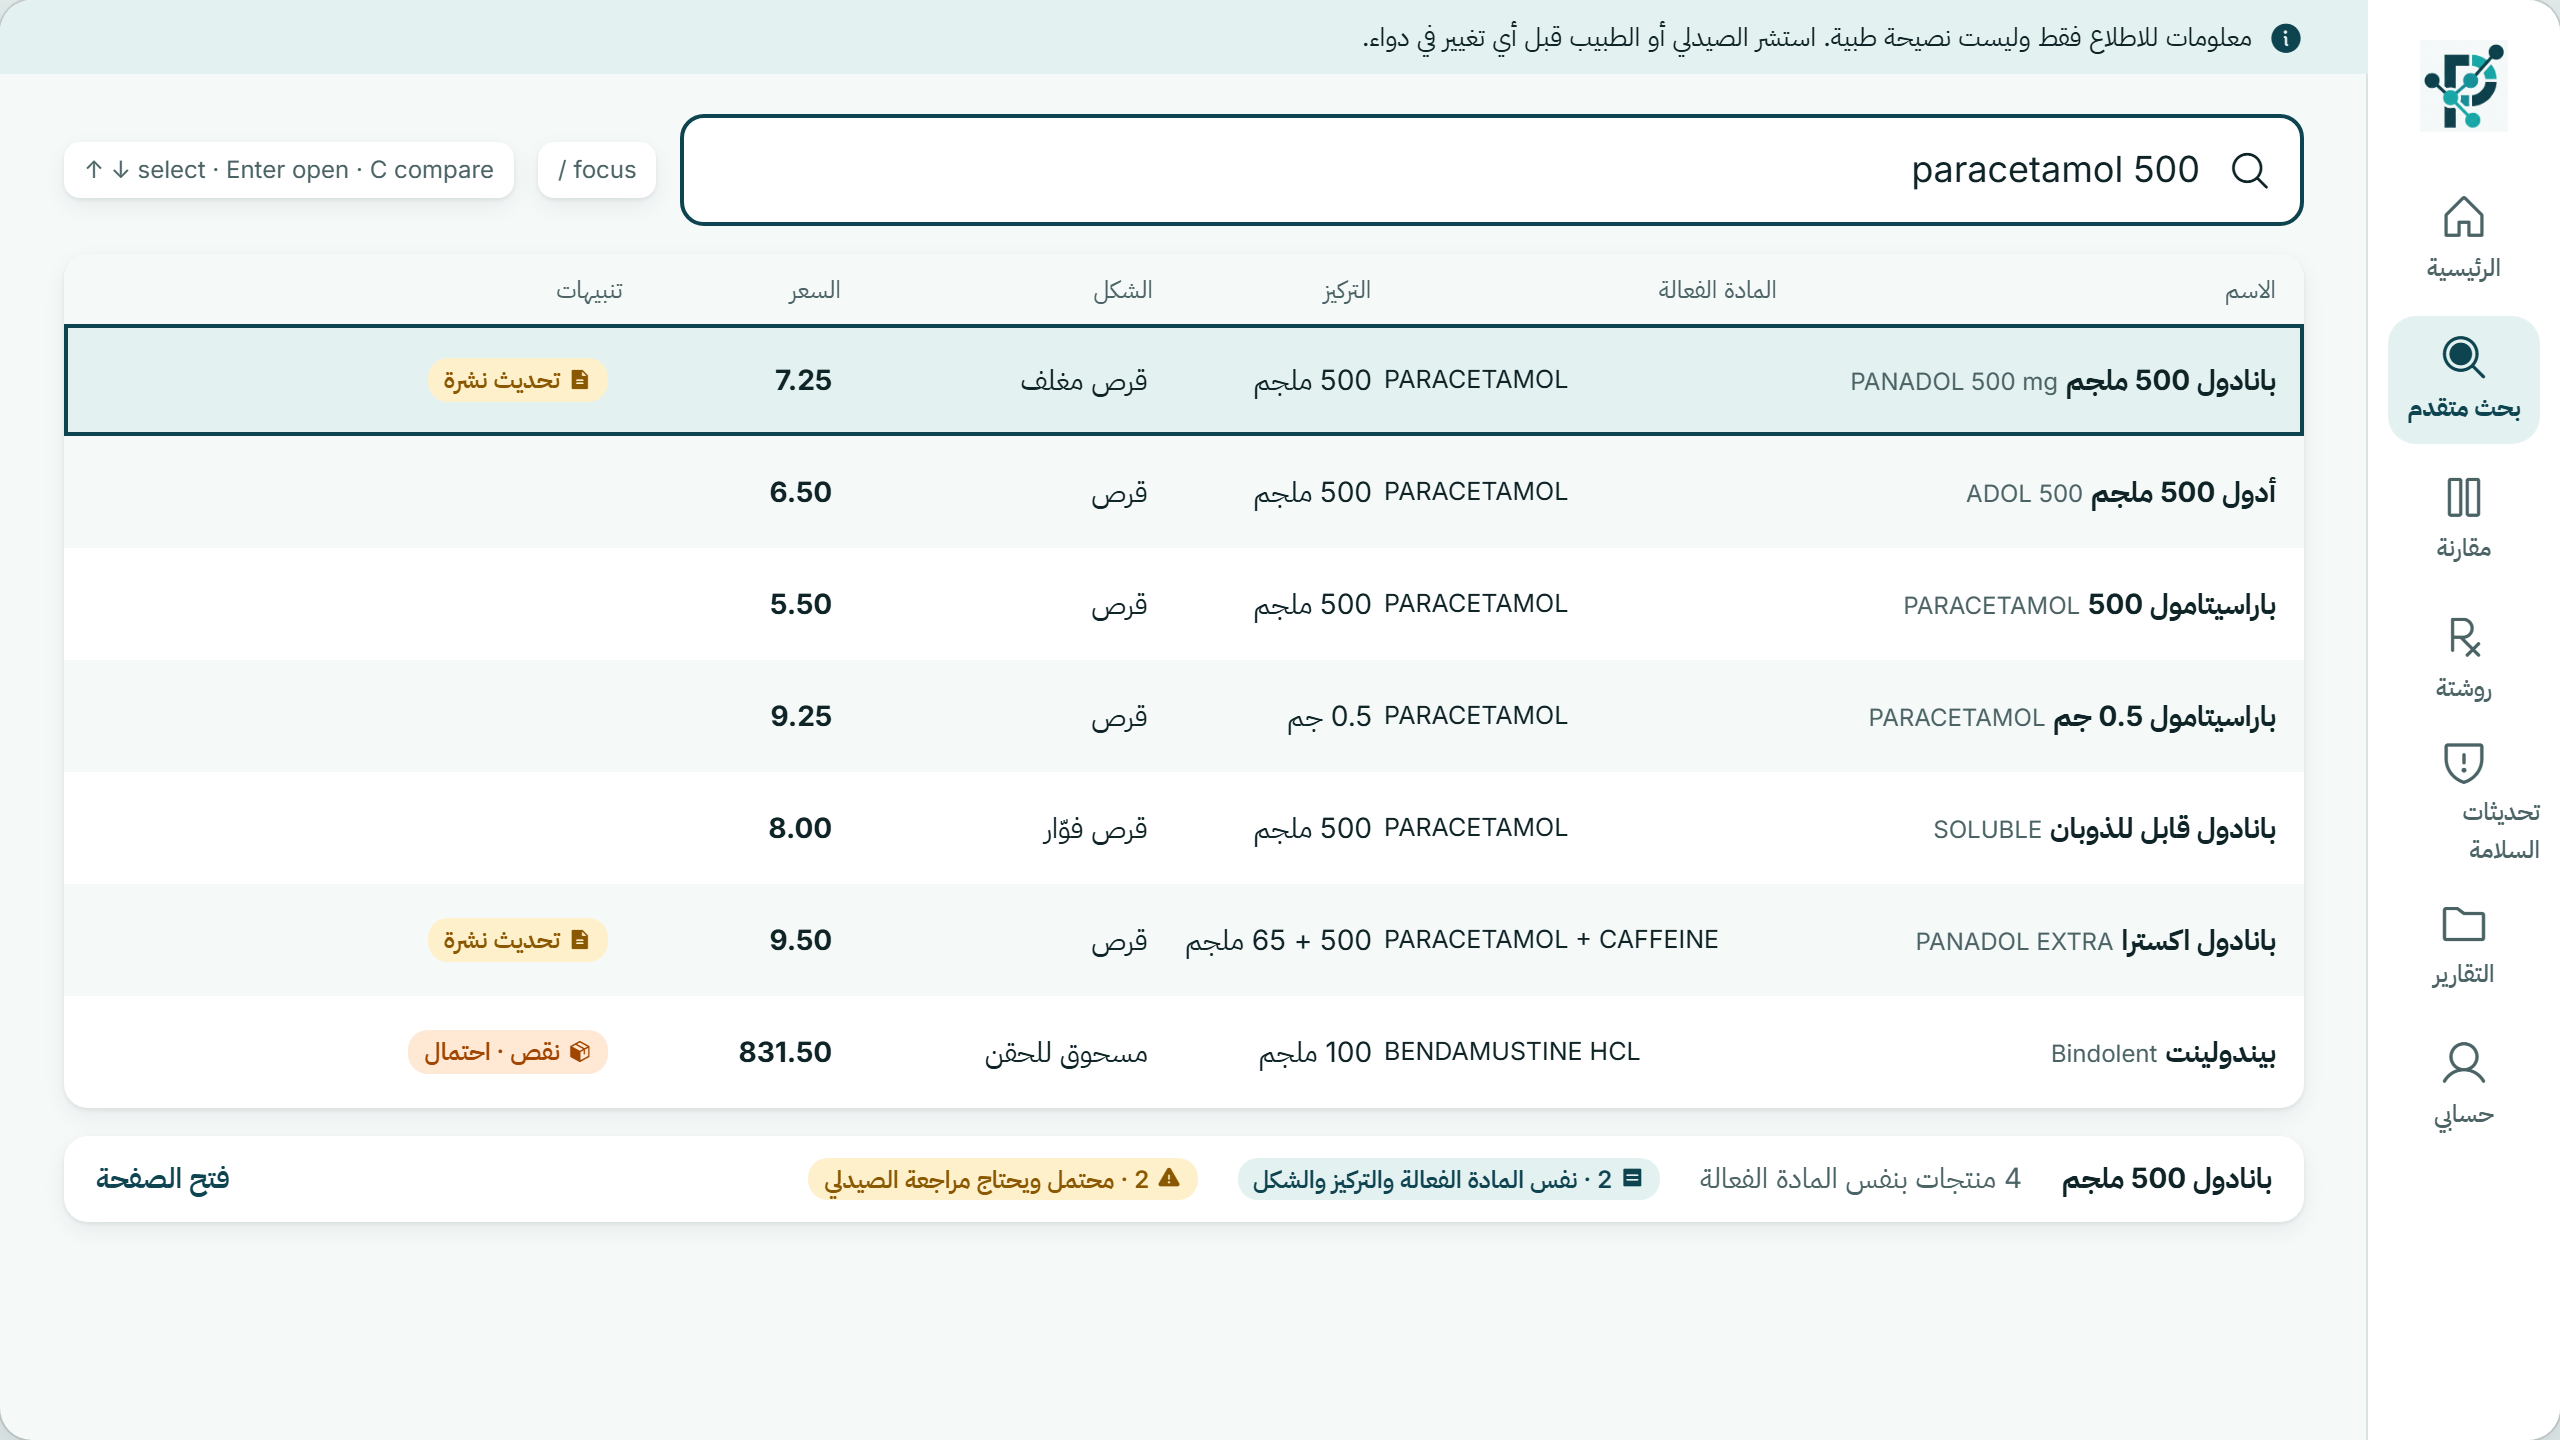 معلومات للاطلاع فقط وليست نصيحة طبية. استشر الصيدلي أو الطبيب قبل أي تغيير في دواء.
الرئيسية
بحث متقدم
مقارنة
روشتة
تحديثات
السلامة
التقارير
حسابي
paracetamol 500
/ focus
↑ ↓ select · Enter open · C compare
الاسم المادة الفعالة التركيز الشكل السعر تنبيهات
بانادول 500 ملجم PANADOL 500 mg PARACETAMOL 500 ملجم قرص مغلف 7.25 تحديث نشرة
أدول 500 ملجم ADOL 500 PARACETAMOL 500 ملجم قرص 6.50
باراسيتامول 500 PARACETAMOL PARACETAMOL 500 ملجم قرص 5.50
باراسيتامول 0.5 جم PARACETAMOL PARACETAMOL 0.5 جم قرص 9.25
بانادول قابل للذوبان SOLUBLE PARACETAMOL 500 ملجم قرص فوّار 8.00
بانادول اكسترا PANADOL EXTRA PARACETAMOL + CAFFEINE 500 + 65 ملجم قرص 9.50 تحديث نشرة
بيندولينت Bindolent BENDAMUSTINE HCL 100 ملجم مسحوق للحقن 831.50 نقص · احتمال
بانادول 500 ملجم 4 منتجات بنفس المادة الفعالة 2 · نفس المادة الفعالة والتركيز والشكل 2 · محتمل ويحتاج مراجعة الصيدلي فتح الصفحة